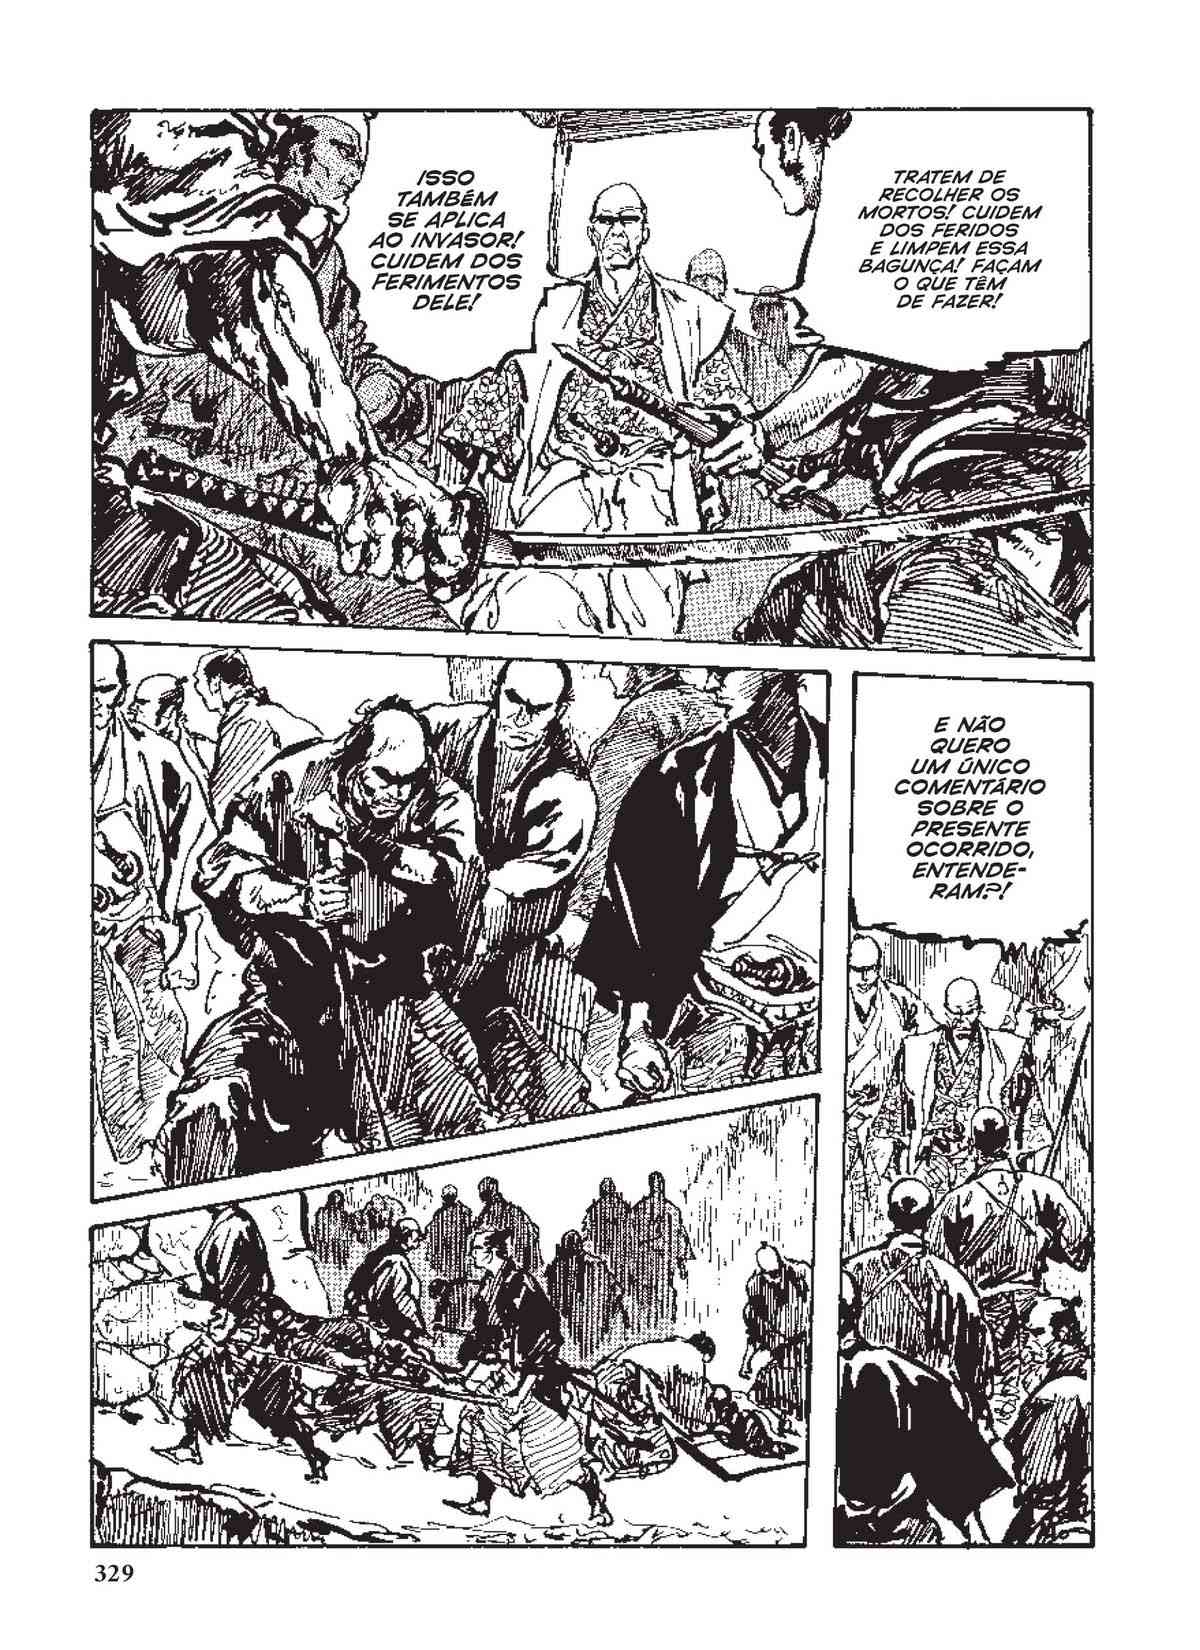 TRATEM DE
RECOLHER OS
MORTOS! CUIDEM
DOS FERIDOS
E LIMPEM ESSA
BAGUNÇA! FAÇAM
O QUE TÊM
DE FAZER!
ISSO
TAMBÉM
SE APLICA
AO INVASOR!
CUIDEM DOS
FERIMENTOS
DELE!
E NÃO
QUERO
UM ÚNICO
COMENTÁRIO
SOBRE O
PRESENTE
OCORRIDO,
ENTENDE-
RAM?!
329